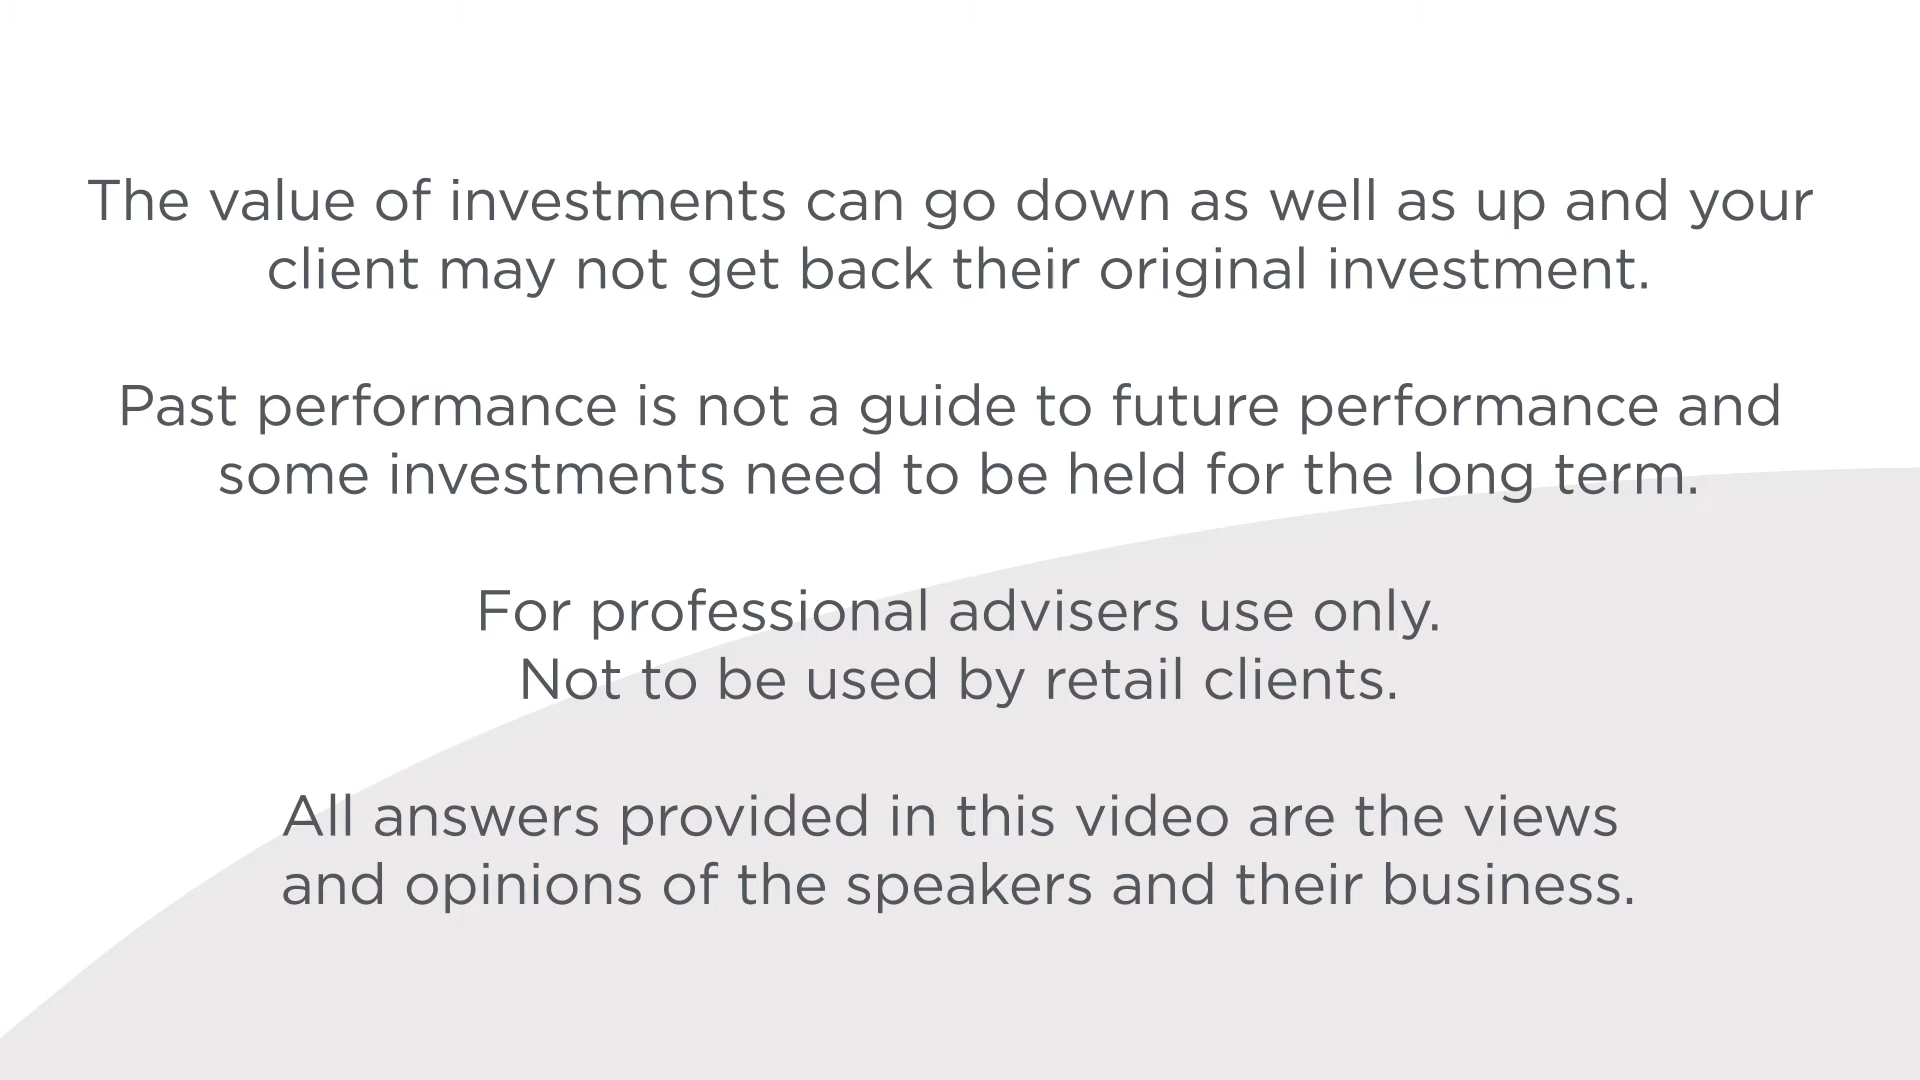 The value of investments can go down as well as up and your
client may not get back their original investment.
Past performance is not a guide to future performance and
some investments need to be held for the long term.
For professional advisers use only.
Not to be used by retail clients.
All answers provided in this video are the views
and opinions of the speakers and their business.